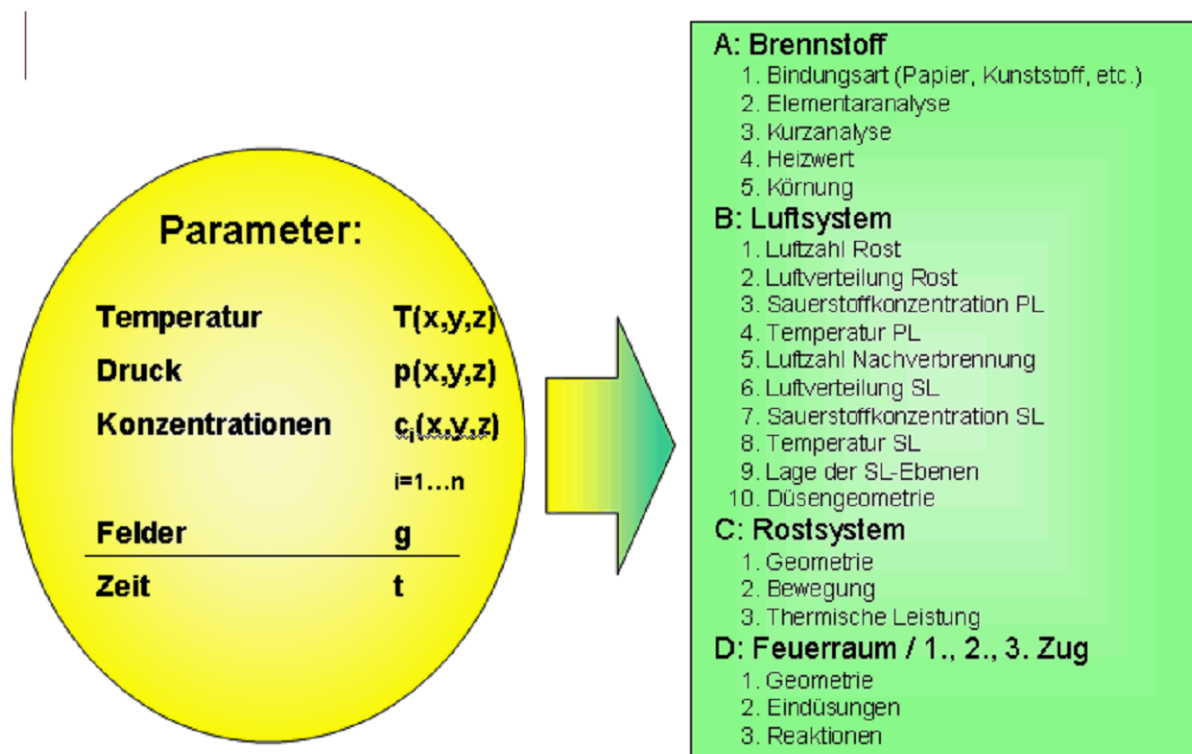 Parameter:
Temperatur T(x,y,z)
Druck p(x,y,z)
Konzentrationen ci(x,y,z)
i=1...n
Felder g
Zeit t
A: Brennstoff
1. Bindungsart (Papier, Kunststoff, etc.)
2. Elementaranalyse
3. Kurzanalyse
4. Heizwert
5. Körnung
B: Luftsystem
1. Luftzahl Rost
2. Luftverteilung Rost
3. Sauerstoffkonzentration PL
4. Temperatur PL
5. Luftzahl Nachverbrennung
6. Luftverteilung SL
7. Sauerstoffkonzentration SL
8. Temperatur SL
9. Lage der SL-Ebenen
10. Düsengeometrie
C: Rostsystem
1. Geometrie
2. Bewegung
3. Thermische Leistung
D: Feuerraum / 1., 2., 3. Zug
1. Geometrie
2. Eindüsungen
3. Reaktionen